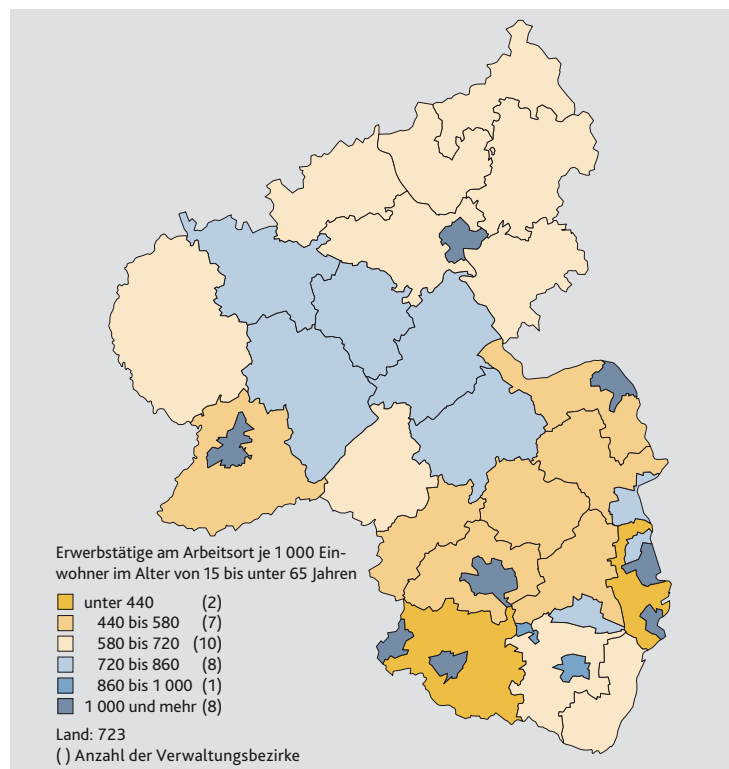 Erwerbstätige am Arbeitsort je 1 000 Ein-
wohner im Alter von 15 bis unter 65 Jahren
unter 440 (2)
440 bis 580 (7)
580 bis 720 (10)
720 bis 860 (8)
860 bis 1 000 (1)
1 000 und mehr (8)
Land: 723
( ) Anzahl der Verwaltungsbezirke